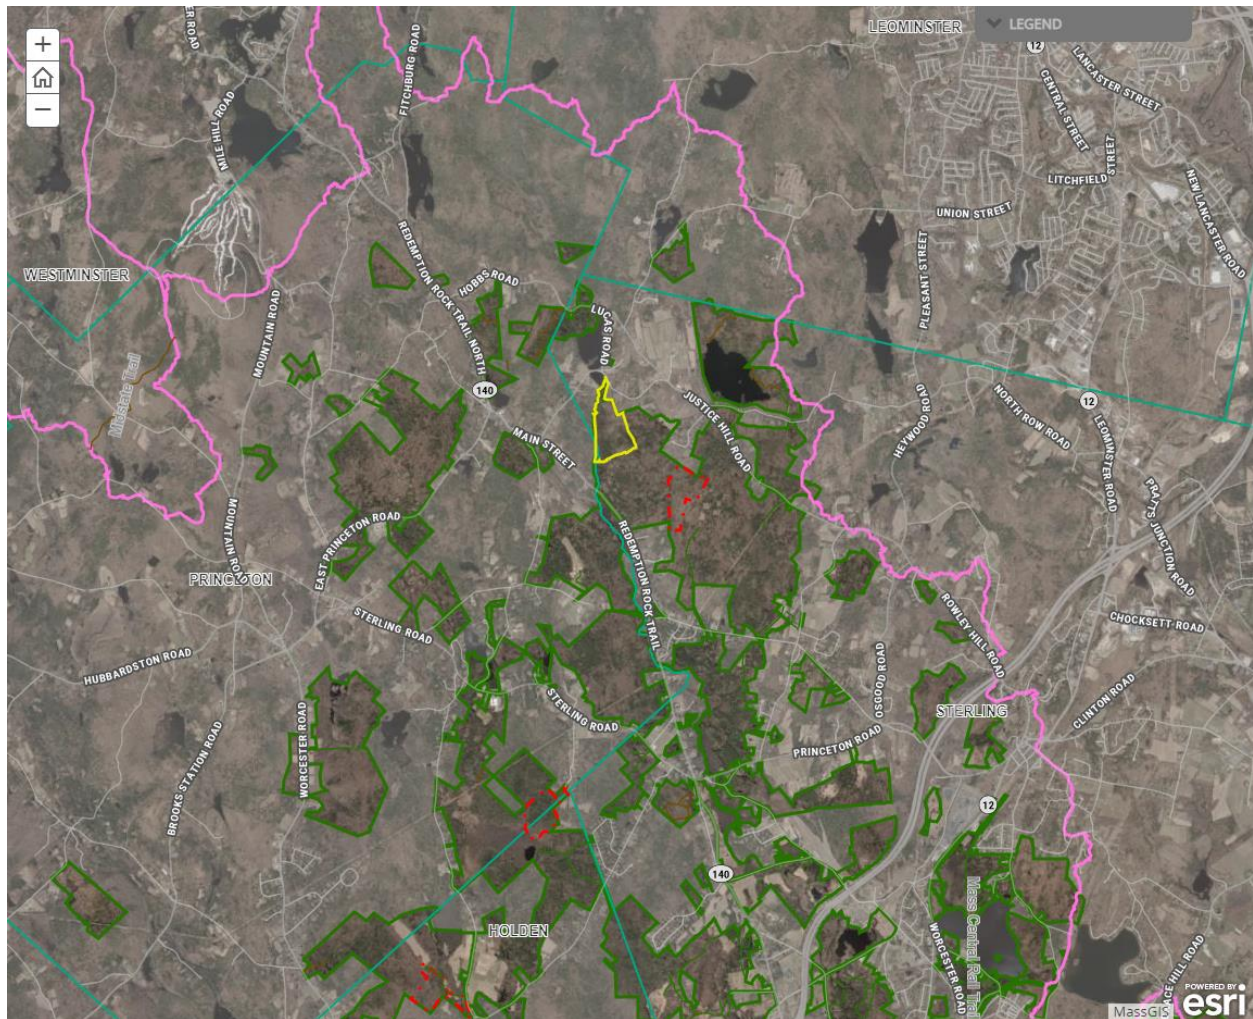 LEOMINSTER
LEGEND
12
LANCASTER STREET
CENTRAL STREET
FITCHBURG ROAD
MILE HILL ROAD
LITCHFIELD STREET
NEW LANCASTER ROAD
UNION STREET
PLEASANT STREET
WESTMINSTER
REDEMPTION ROCK TRAIL NORTH
HOBBS ROAD
MOUNTAIN ROAD
LUCAS ROAD
140
Midstate Trail
JUSTICE HILL ROAD
HEYWOOD ROAD
NORTH ROW ROAD
12
LEOMINSTER ROAD
MAIN STREET
PRATTS JUNCTION ROAD
MOUNTAIN ROAD
EAST PRINCETON ROAD
REDEMPTION ROCK TRAIL
PRINCETON
STERLING ROAD
ROWLEY HILL ROAD
CHOCKSETT ROAD
HUBBARDSTON ROAD
OSGOOD ROAD
CLINTON ROAD
STERLING ROAD
STERLING
WORCESTER ROAD
PRINCETON ROAD
BROOKS STATION ROAD
12
140
Mass Central Rail Trai
HOLDEN
WORCESTER ROAD
ACE HILL ROAD
POWERED BY
esri
MassGIS